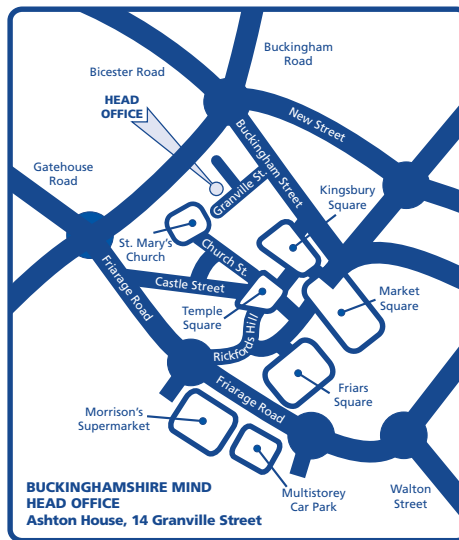 Buckingham
Road
Bicester Road
HEAD
OFFICE
New Street
Buckingham Street
Gatehouse
Road
Granville St.
Kingsbury
Square
St. Mary's
Church
Church St.
Castle Street
Friarage Road
Temple
Square
Market
Square
Rickfords Hill
Friarage Road
Friars
Square
Morrison's
Supermarket
Multistorey
Car Park
Walton
Street
BUCKINGHAMSHIRE MIND
HEAD OFFICE
Ashton House, 14 Granville Street